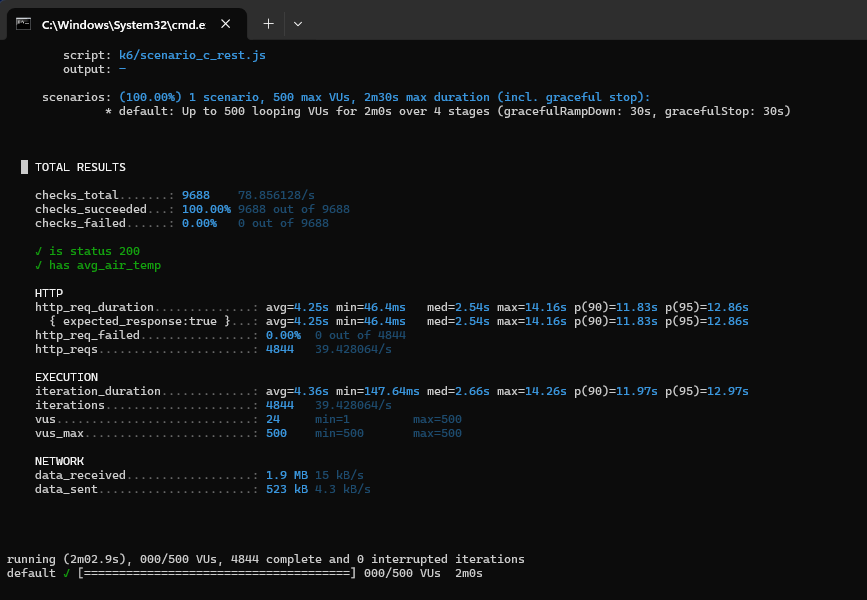 C:\Windows\System32\cmd.e
script: k6/scenario_c_rest.js
output: -
scenarios: (100.00%) 1 scenario, 500 max VUs, 2m30s max duration (incl. graceful stop):
* default: Up to 500 looping VUs for 2m0s over 4 stages (gracefulRampDown: 30s, gracefulStop: 30s)
TOTAL RESULTS
checks_total.......: 9688 78.856128/s
checks_succeeded...: 100.00% 9688 out of 9688
checks_failed......: 0.00% 0 out of 9688
✓ is status 200
✓ has avg_air_temp
HTTP
http_req_duration..............: avg=4.25s min=46.4ms med=2.54s max=14.16s p(90)=11.83s p(95)=12.86s
{ expected_response:true }...: avg=4.25s min=46.4ms med=2.54s max=14.16s p(90)=11.83s p(95)=12.86s
http_req_failed................: 0.00% 0 out of 4844
http_reqs......................: 4844 39.428064/s
EXECUTION
iteration_duration.............: avg=4.36s min=147.64ms med=2.66s max=14.26s p(90)=11.97s p(95)=12.97s
iterations.....................: 4844 39.428064/s
vus............................: 24 min=1 max=500
vus_max........................: 500 min=500 max=500
NETWORK
data_received..................: 1.9 MB 15 kB/s
data_sent......................: 523 kB 4.3 kB/s
running (2m02.9s), 000/500 VUs, 4844 complete and 0 interrupted iterations
default ✓ [======================================] 000/500 VUs 2m0s